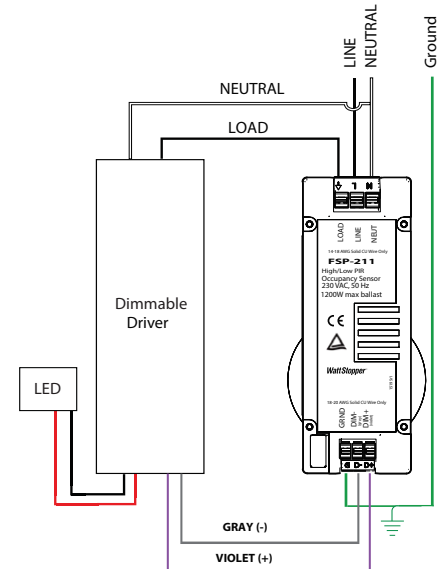 LINE
NEUTRAL
Ground
NEUTRAL
LOAD
L N
LOAD
LINE
NEUT
14-18 AWG Solid CU Wire Only
FSP-211
High/Low PIR
Occupancy Sensor
230 VAC, 50 Hz
1200W max ballast
CE
WattStopper
Dimmable
Driver
LED
18-20 AWG Solid CU Wire Only
GRND
DIM-
DIM+
D- D+
GRAY (-)
VIOLET (+)